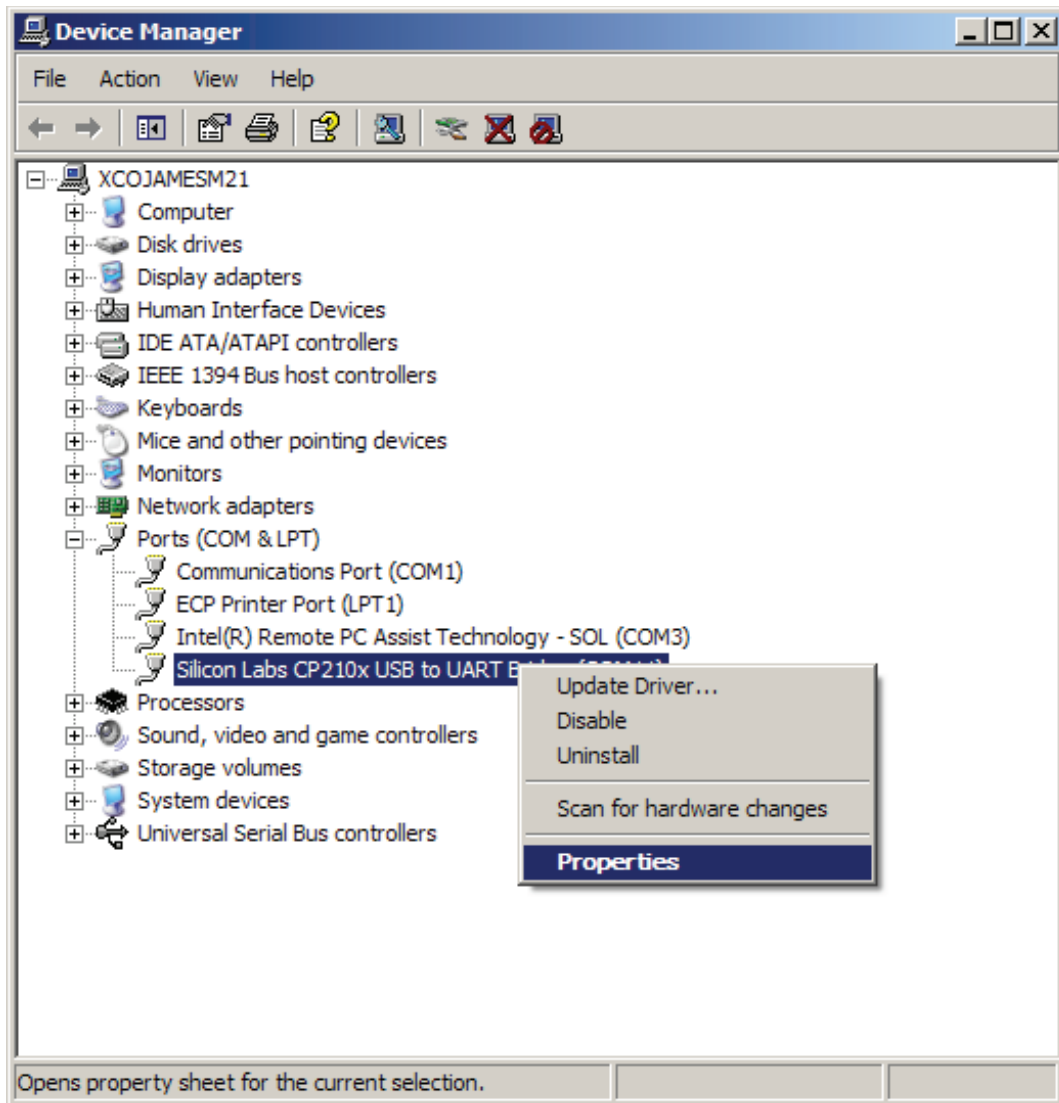 Device Manager
File Action View Help
XCOJAMESM21
Computer
Disk drives
Display adapters
Human Interface Devices
IDE ATA/ATAPI controllers
IEEE 1394 Bus host controllers
Keyboards
Mice and other pointing devices
Monitors
Network adapters
Ports (COM & LPT)
Communications Port (COM1)
ECP Printer Port (LPT1)
Intel(R) Remote PC Assist Technology - SOL (COM3)
Silicon Labs CP210x USB to UART
Processors
Sound, video and game controllers
Storage volumes
System devices
Universal Serial Bus controllers
Update Driver...
Disable
Uninstall
Scan for hardware changes
Properties
Opens property sheet for the current selection.